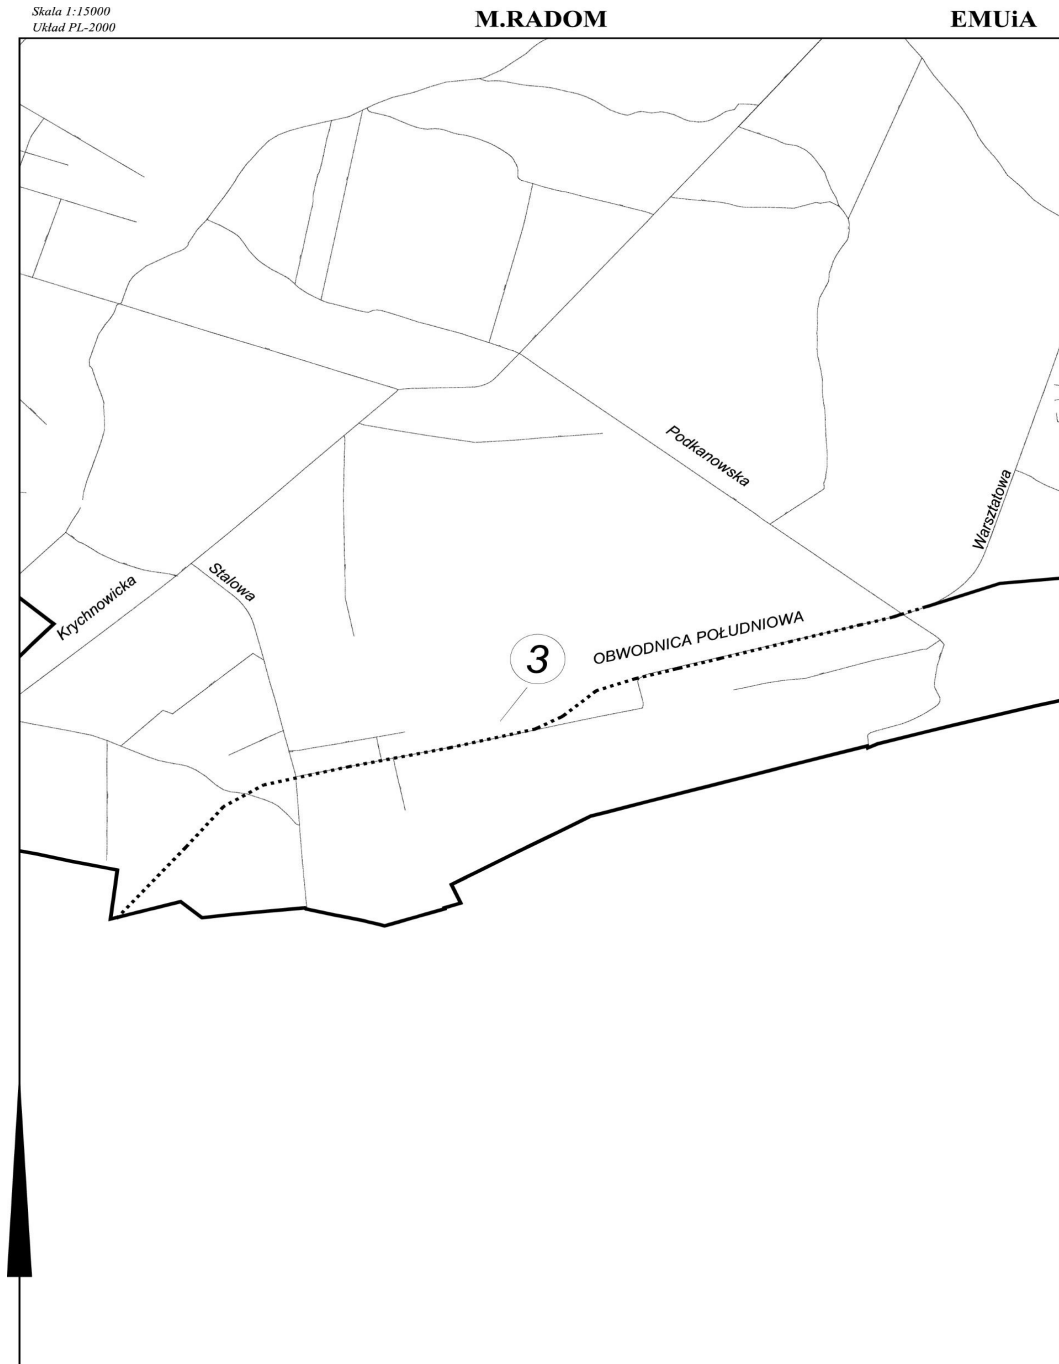 Skala 1:15000
Układ PL-2000
M.RADOM
EMUiA
Podkanowska
Warsztatowa
Stalowa
Krychnowicka
OBWODNICA POŁUDNIOWA
3